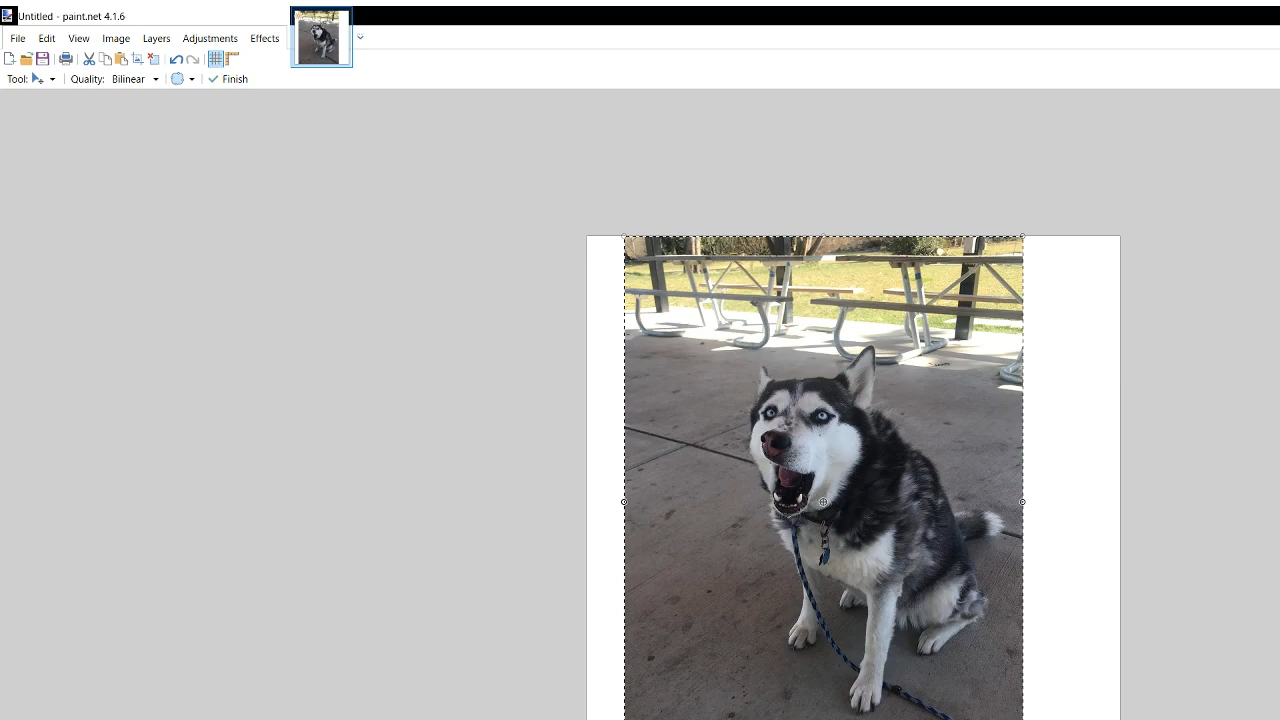 Untitled - paint.net 4.1.6
File Edit View Image Layers Adjustments Effects
Tool: Quality: Bilinear Finish